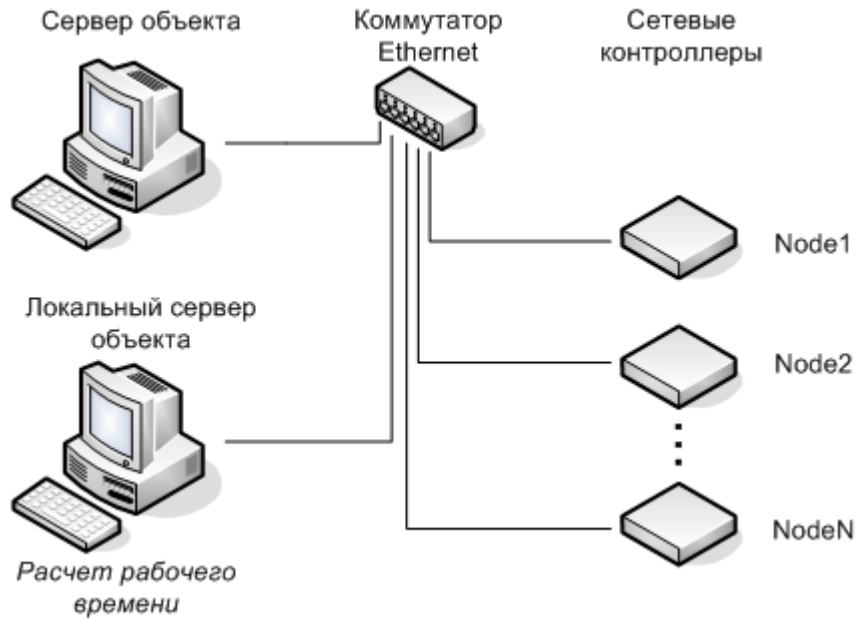 Сервер объекта
Коммутатор
Ethernet
Сетевые
контроллеры
Node1
Локальный сервер
объекта
Node2
NodeN
Расчет рабочего
времени